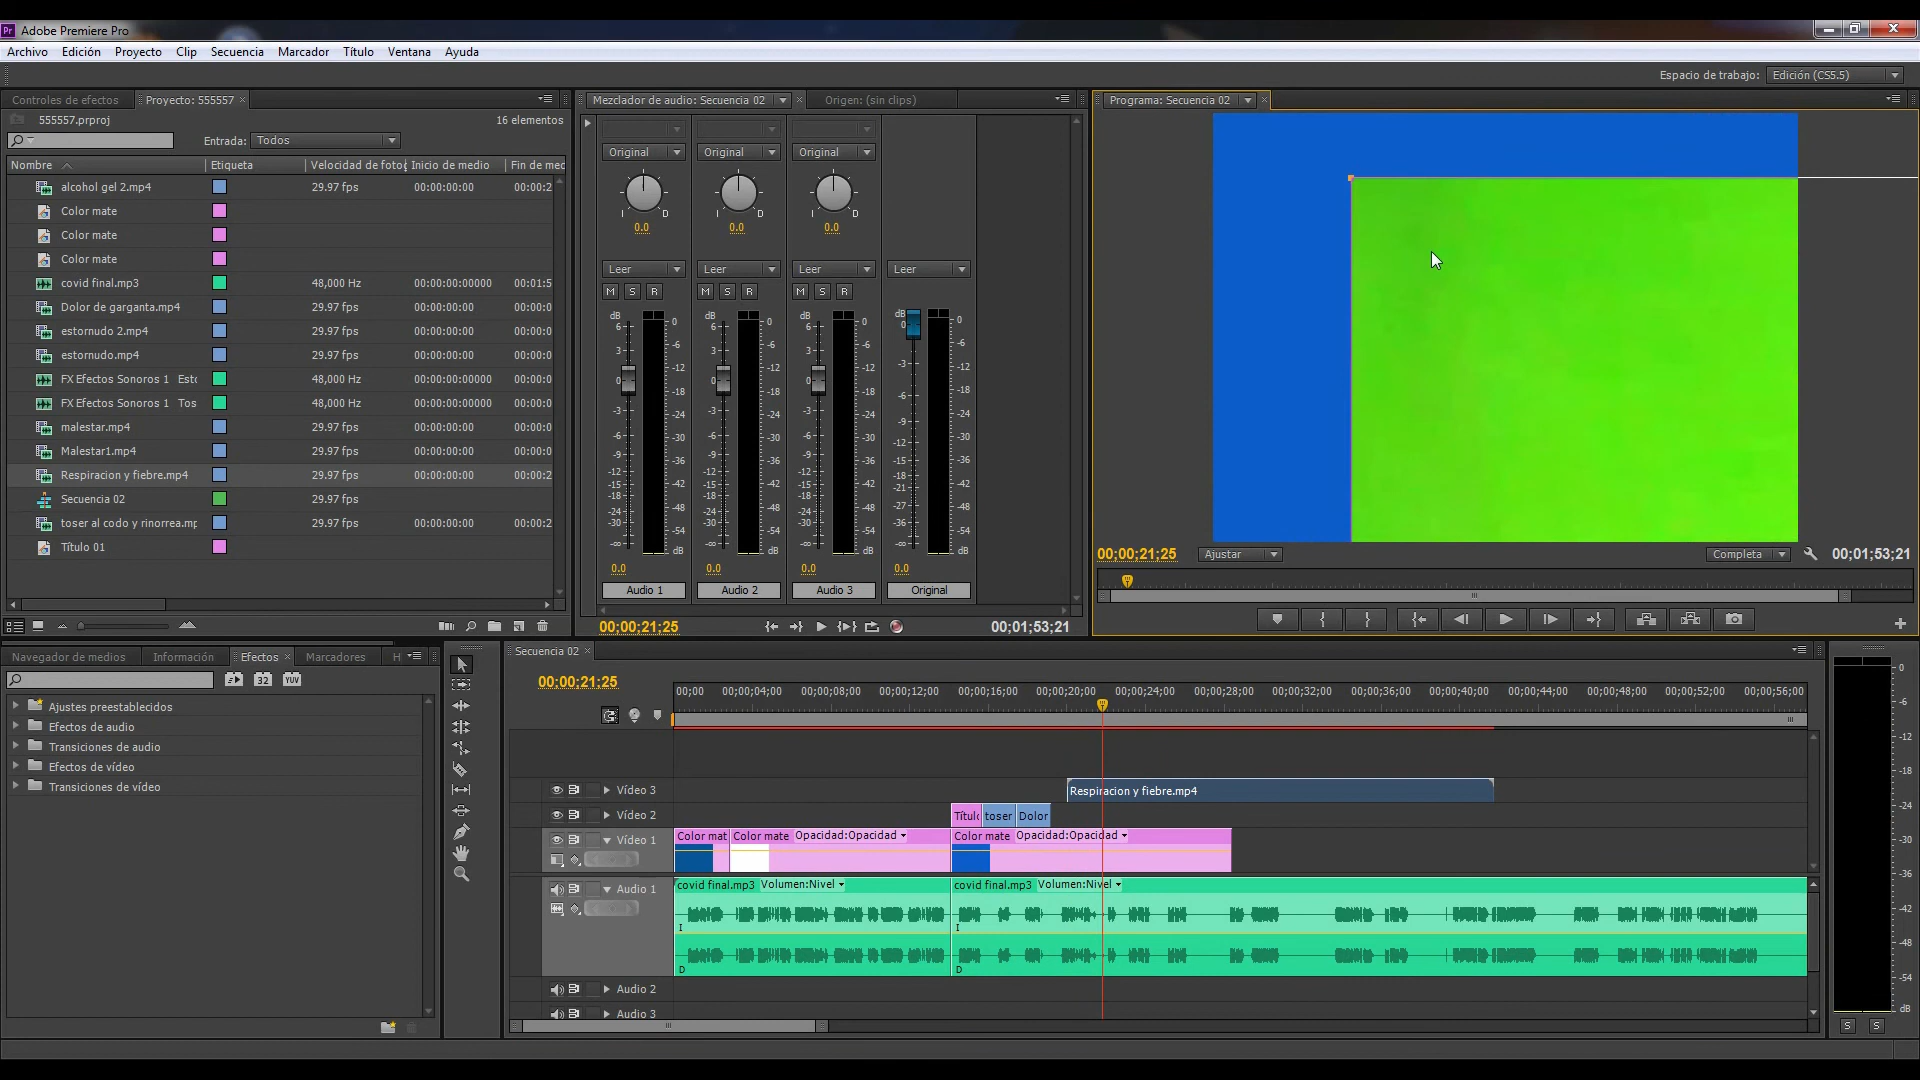 Adobe Premiere Pro
Archivo Edición Proyecto Clip Secuencia Marcador Título Ventana Ayuda
Espacio de trabajo: Edición (CS5.5)
Controles de efectos
Proyecto: 555557
555557.prproj
16 elementos
Entrada: Todos
Nombre Etiqueta Velocidad de foto Inicio de medio Fin de med
alcohol gel 2.mp4 29.97 fps 00:00:00:00 00:00:2
Color mate
Color mate
Color mate
covid final.mp3 48,000 Hz 00:00:00:00000 00:01:5
Dolor de garganta.mp4 29.97 fps 00:00:00:00 00:00:0
estornudo 2.mp4 29.97 fps 00:00:00:00 00:00:0
estornudo.mp4 29.97 fps 00:00:00:00 00:00:0
FX Efectos Sonoros 1 Esto 48,000 Hz 00:00:00:00000 00:00:0
FX Efectos Sonoros 1 Tos 48,000 Hz 00:00:00:00000 00:00:0
malestar.mp4 29.97 fps 00:00:00:00 00:00:0
Malestar1.mp4 29.97 fps 00:00:00:00 00:00:0
Respiracion y fiebre.mp4 29.97 fps 00:00:00:00 00:00:2
Secuencia 02 29.97 fps
toser al codo y rinorrea.mp 29.97 fps 00:00:00:00 00:00:2
Título 01
Mezclador de audio: Secuencia 02
Origen: (sin clips)
Original Original Original
I D I D I D
0.0 0.0 0.0
Leer Leer Leer Leer
M S R M S R M S R
0.0 0.0 0.0 0.0
Audio 1 Audio 2 Audio 3 Original
00;00;21;25
00;01;53;21
Programa: Secuencia 02
00;00;21;25 Ajustar Completa 00;01;53;21
Navegador de medios Información Efectos Marcadores H
32 YUV
Ajustes preestablecidos
Efectos de audio
Transiciones de audio
Efectos de vídeo
Transiciones de vídeo
Secuencia 02
00;00;21;25
00;00 00;00;04;00 00;00;08;00 00;00;12;00 00;00;16;00 00;00;20;00 00;00;24;00 00;00;28;00 00;00;32;00 00;00;36;00 00;00;40;00 00;00;44;00 00;00;48;00 00;00;52;00 00;00;56;00
Vídeo 3 Respiracion y fiebre.mp4
Vídeo 2 Título toser Dolor
Vídeo 1 Color mat Color mate Opacidad:Opacidad Color mate Opacidad:Opacidad
Audio 1 covid final.mp3 Volumen:Nivel covid final.mp3 Volumen:Nivel
I I
D D
Audio 2
Audio 3
0
-6
-12
-18
-24
-30
-36
-42
-48
-54
dB
S S